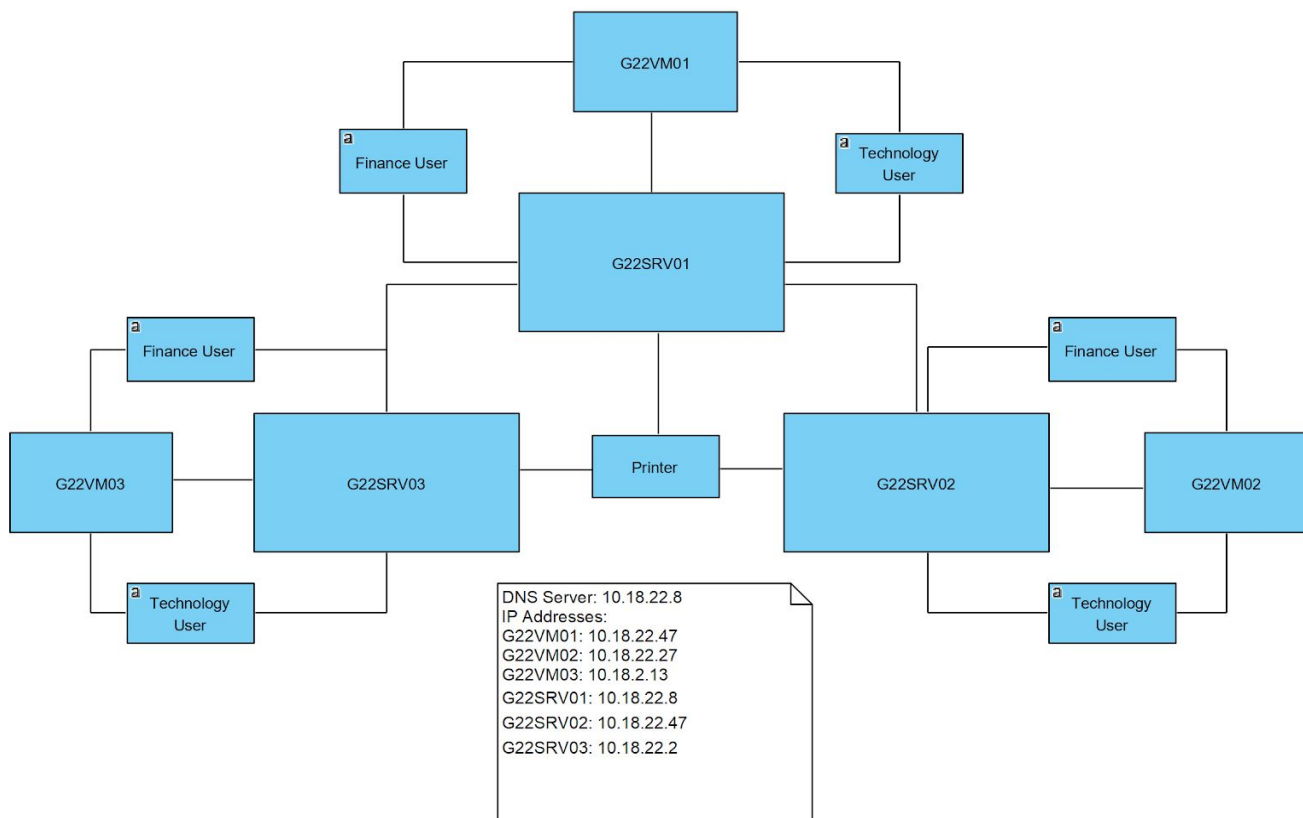 G22VM01
a
Finance User
a
Technology
User
G22SRV01
a
Finance User
a
Finance User
G22VM03
G22SRV03
Printer
G22SRV02
G22VM02
a
Technology
User
a
Technology
User
DNS Server: 10.18.22.8
IP Addresses:
G22VM01: 10.18.22.47
G22VM02: 10.18.22.27
G22VM03: 10.18.2.13
G22SRV01: 10.18.22.8
G22SRV02: 10.18.22.47
G22SRV03: 10.18.22.2